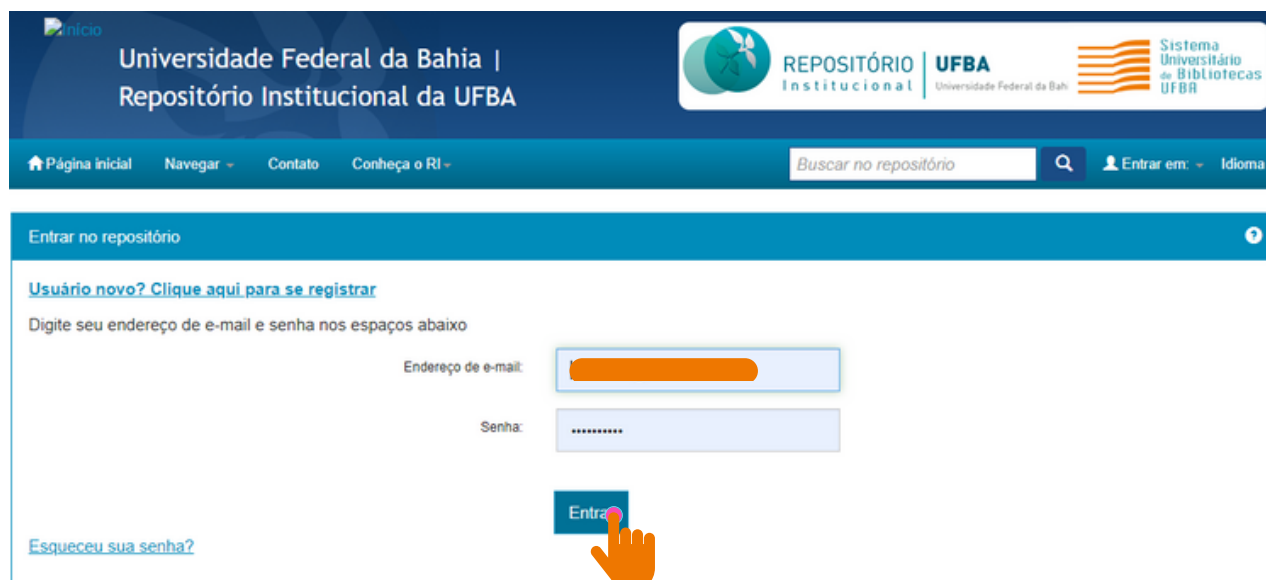 Início
Universidade Federal da Bahia |
Repositório Institucional da UFBA
REPOSITÓRIO
Institucional
UFBA
Universidade Federal da Bahi
Sistema
Universitário
de Bibliotecas
UFBA
Página inicial Navegar Contato Conheça o RI Buscar no repositório Entrar em: Idioma
Entrar no repositório ?
Usuário novo? Clique aqui para se registrar
Digite seu endereço de e-mail e senha nos espaços abaixo
Endereço de e-mail:
Senha: ••••••••••
Entra
Esqueceu sua senha?